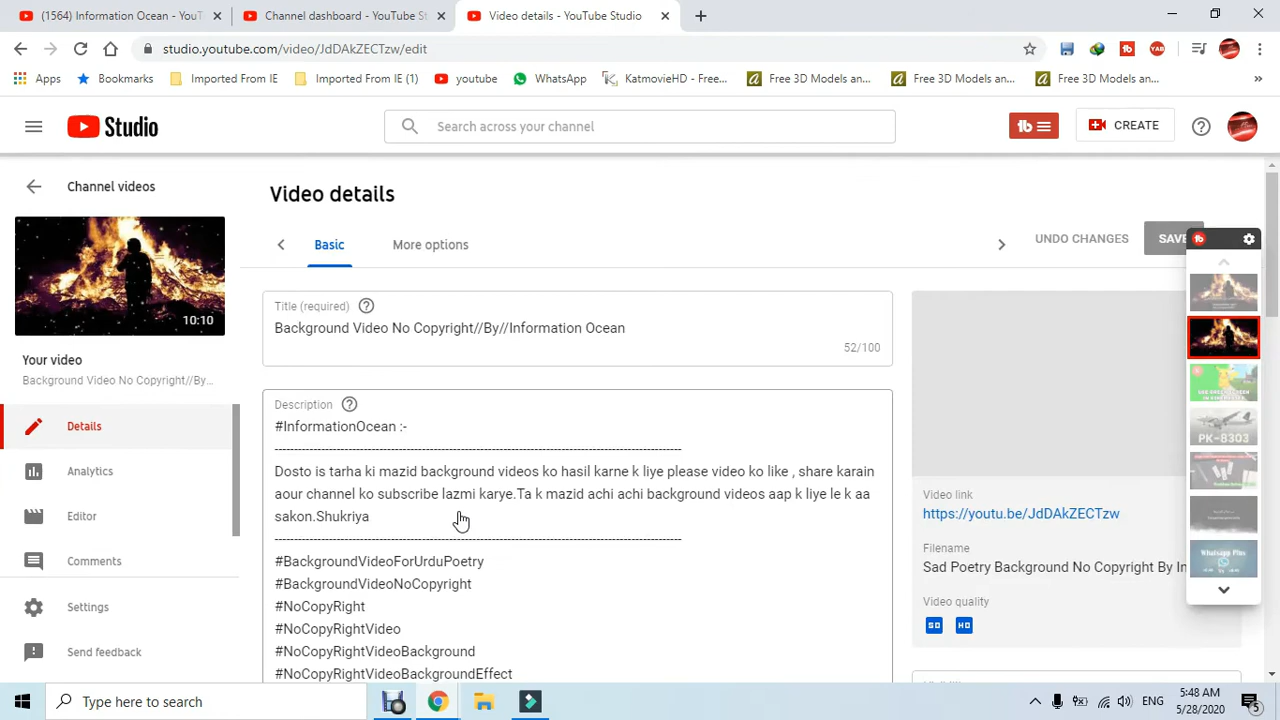 (1564) Information Ocean - YouT
Channel dashboard - YouTube St
Video details - YouTube Studio
studio.youtube.com/video/JdDAkZECTzw/edit
YAB
Apps
Bookmarks
Imported From IE
Imported From IE (1)
youtube
WhatsApp
KatmovieHD - Free...
Free 3D Models an...
Free 3D Models an...
Free 3D Models an...
»
Studio
Search across your channel
CREATE
Channel videos
10:10
Your video
Background Video No Copyright//By...
Details
Analytics
Editor
Comments
Settings
Send feedback
Video details
Basic
More options
UNDO CHANGES
SAVE
Title (required)
Background Video No Copyright//By//Information Ocean
52/100
Description
#InformationOcean :-
------------------------------------------------------------------------------------------
Dosto is tarha ki mazid background videos ko hasil karne k liye please video ko like , share karain
aour channel ko subscribe lazmi karye.Ta k mazid achi achi background videos aap k liye le k aa
sakon.Shukriya
------------------------------------------------------------------------------------------
#BackgroundVideoForUrduPoetry
#BackgroundVideoNoCopyright
#NoCopyRight
#NoCopyRightVideo
#NoCopyRightVideoBackground
#NoCopyRightVideoBackgroundEffect
Video link
https://youtu.be/JdDAkZECTzw
Filename
Sad Poetry Background No Copyright By In
Video quality
SD
HD
PK-8303
Whatsapp Plus
Type here to search
ENG
5:48 AM
5/28/2020
5